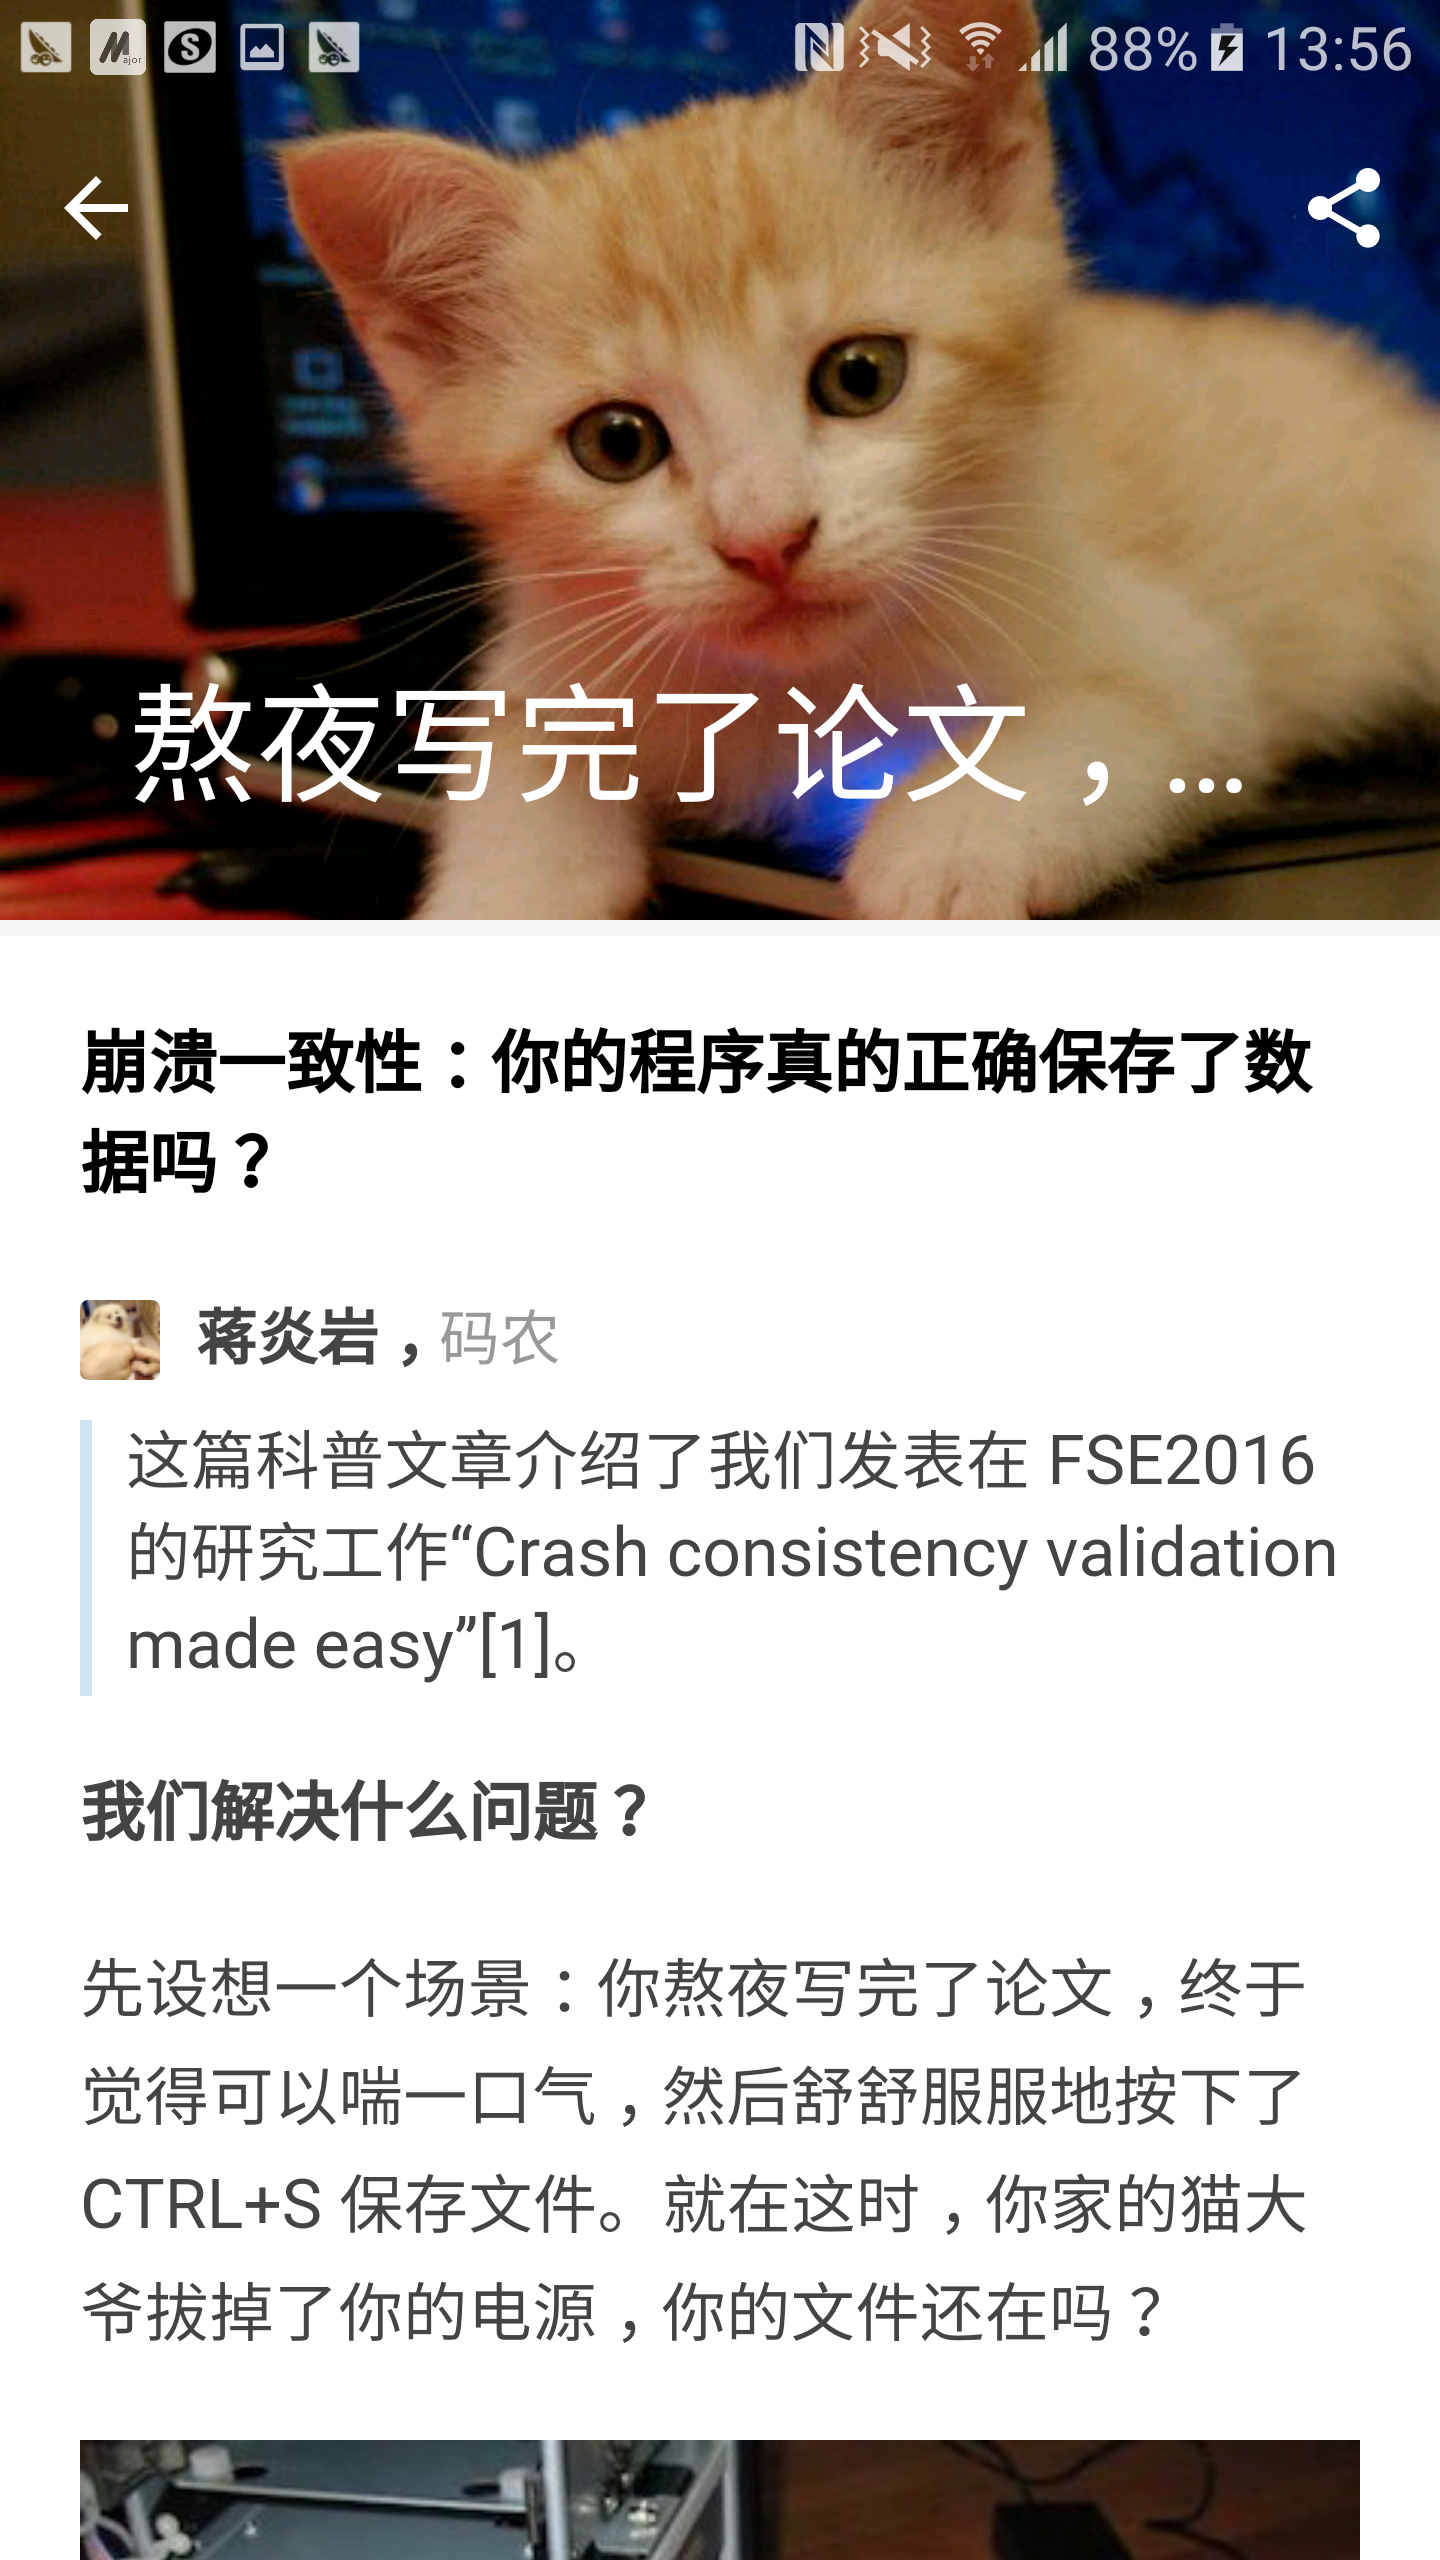 ajor
88% 13:56
熬夜写完了论文，...
崩溃一致性：你的程序真的正确保存了数
据吗？
蒋炎岩，码农
这篇科普文章介绍了我们发表在 FSE2016
的研究工作“Crash consistency validation
made easy”[1]。
我们解决什么问题？
先设想一个场景：你熬夜写完了论文，终于
觉得可以喘一口气，然后舒舒服服地按下了
CTRL+S 保存文件。就在这时，你家的猫大
爷拔掉了你的电源，你的文件还在吗？